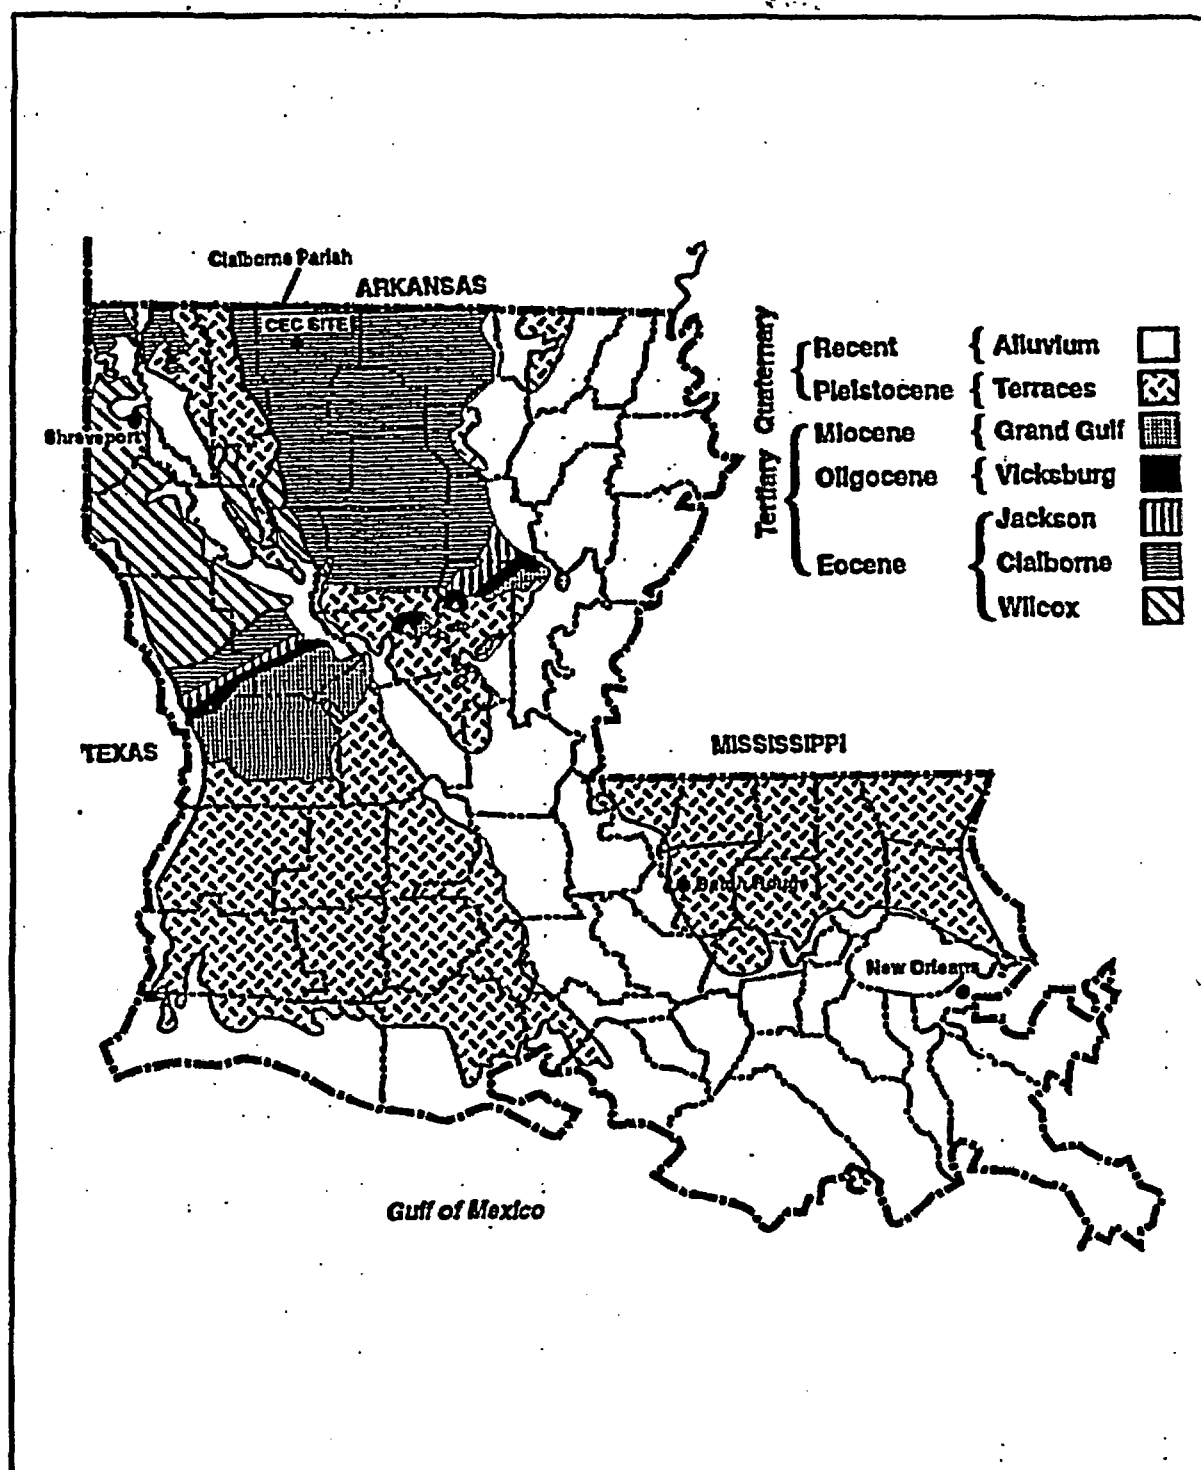 Claiborne Parish
ARKANSAS
CEC SITE
Shreveport
TEXAS
MISSISSIPPI
Baton Rouge
New Orleans
Gulf of Mexico
Quaternary
Recent { Alluvium
Pleistocene { Terraces
Tertiary
Miocene { Grand Gulf
Oligocene { Vicksburg
Eocene { Jackson
Claiborne
Wilcox